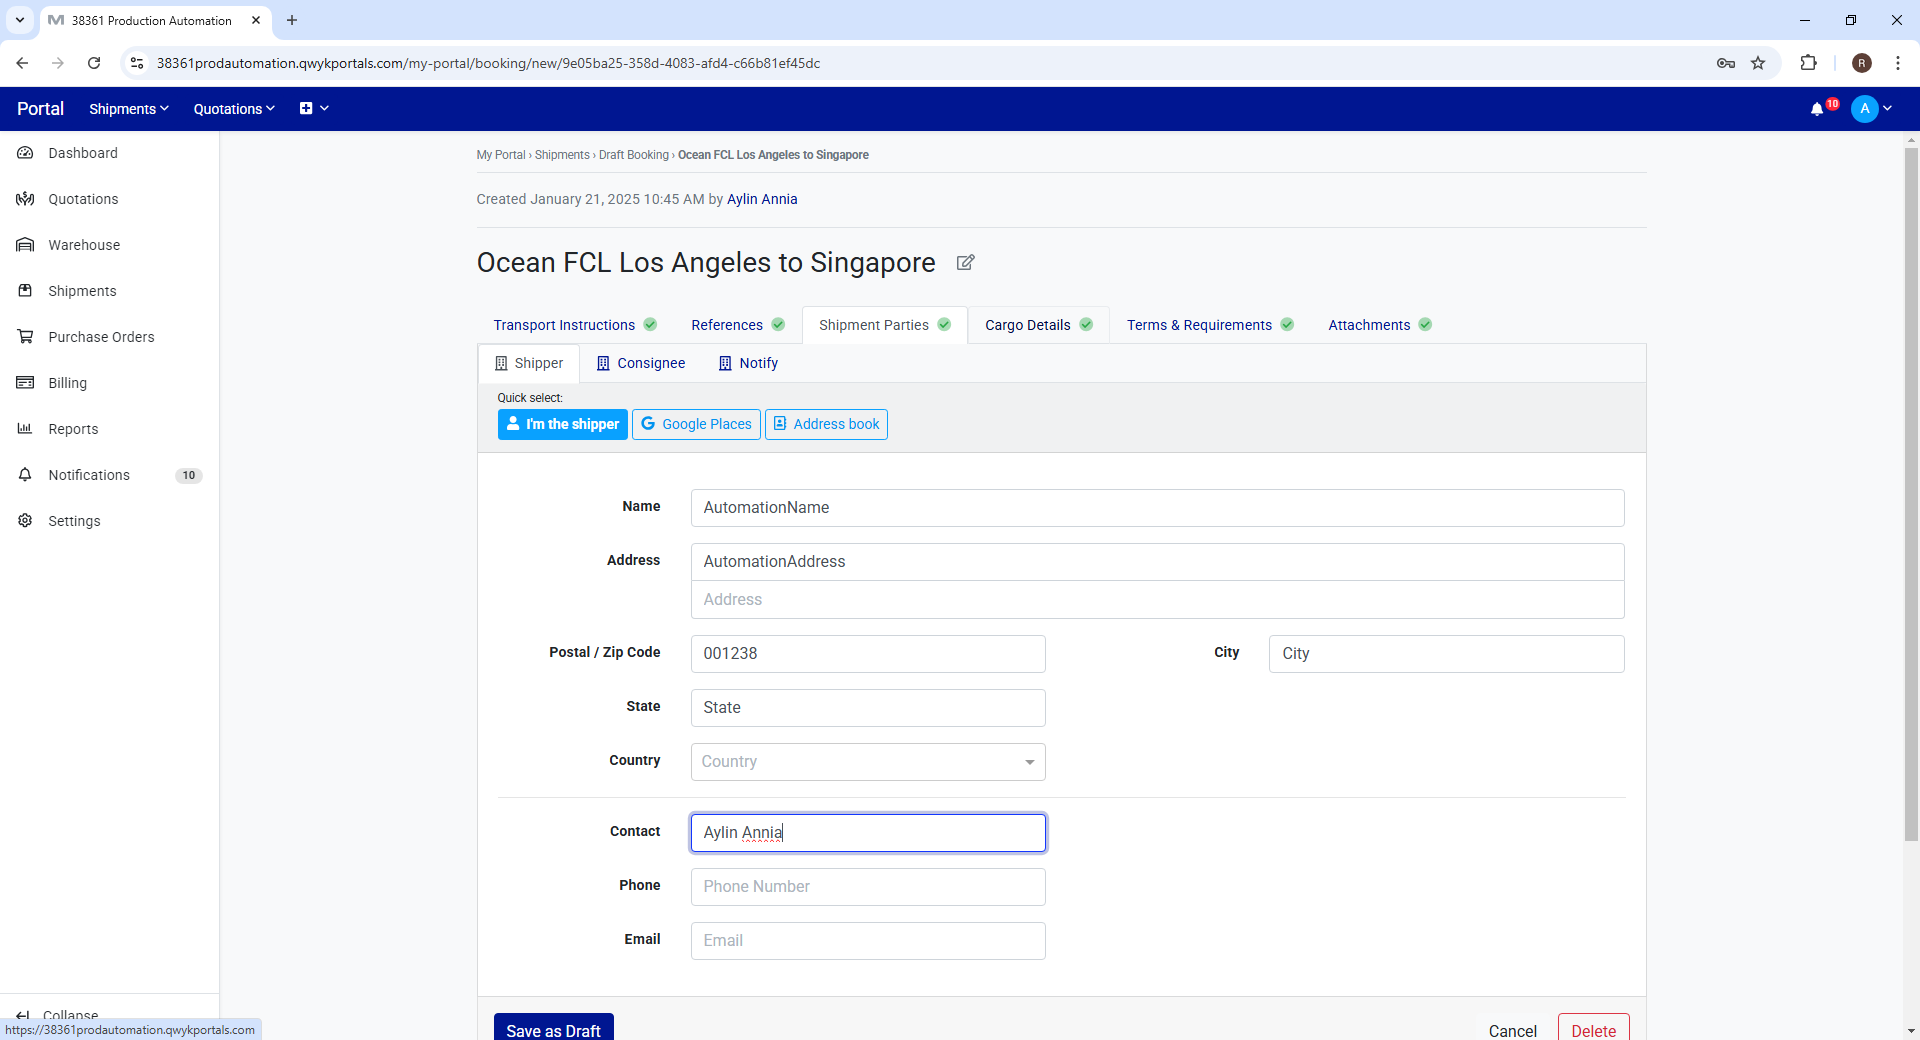 38361 Production Automation
38361prodautomation.qwykportals.com/my-portal/booking/new/9e05ba25-358d-4083-afd4-c66b81ef45dc
R
Portal
Shipments
Quotations
10
A
Dashboard
Quotations
Warehouse
Shipments
Purchase Orders
Billing
Reports
Notifications 10
Settings
Collapse
https://38361prodautomation.qwykportals.com
My Portal › Shipments › Draft Booking › Ocean FCL Los Angeles to Singapore
Created January 21, 2025 10:45 AM by Aylin Annia
Ocean FCL Los Angeles to Singapore
Transport Instructions References Shipment Parties Cargo Details Terms & Requirements Attachments
Shipper Consignee Notify
Quick select:
I'm the shipper Google Places Address book
Name AutomationName
Address AutomationAddress
Address
Postal / Zip Code 001238 City City
State State
Country Country
Contact Aylin Annia
Phone Phone Number
Email Email
Save as Draft Cancel Delete